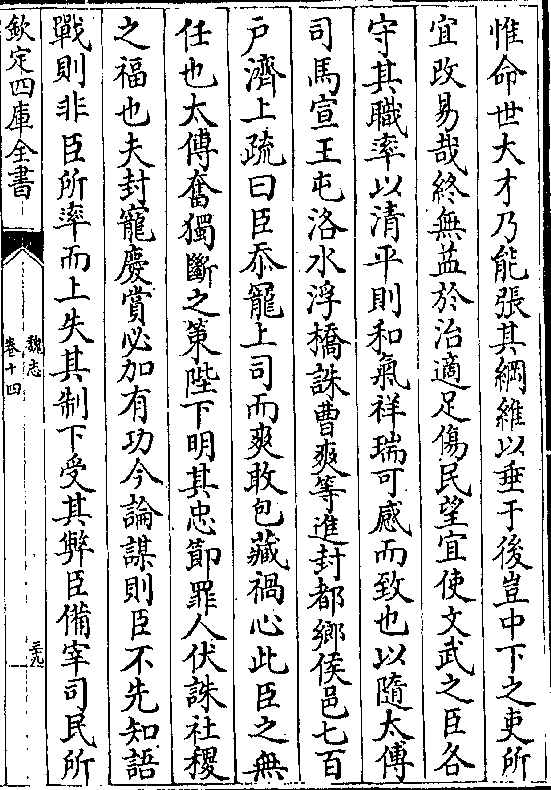 惟命世大才乃能張其綱維以垂于後豈中下之吏所
宜改易哉終無益於治適足傷民望宜使文武之臣各
守其職率以清平則和氣祥瑞可感而致也以隨太傅
司馬宣王屯洛水浮橋誅曹爽等進封都鄉侯邑七百
戸濟上疏曰臣忝寵上司而爽敢包藏禍心此臣之無
任也太傅奮獨斷之策陛下明其忠節罪人伏誅社稷
之福也夫封寵慶賞必加有功今論謀則臣不先知語
戰則非臣所率而上失其制下受其弊臣備宰司民所
欽定四庫全書
魏志
卷十四
三十九